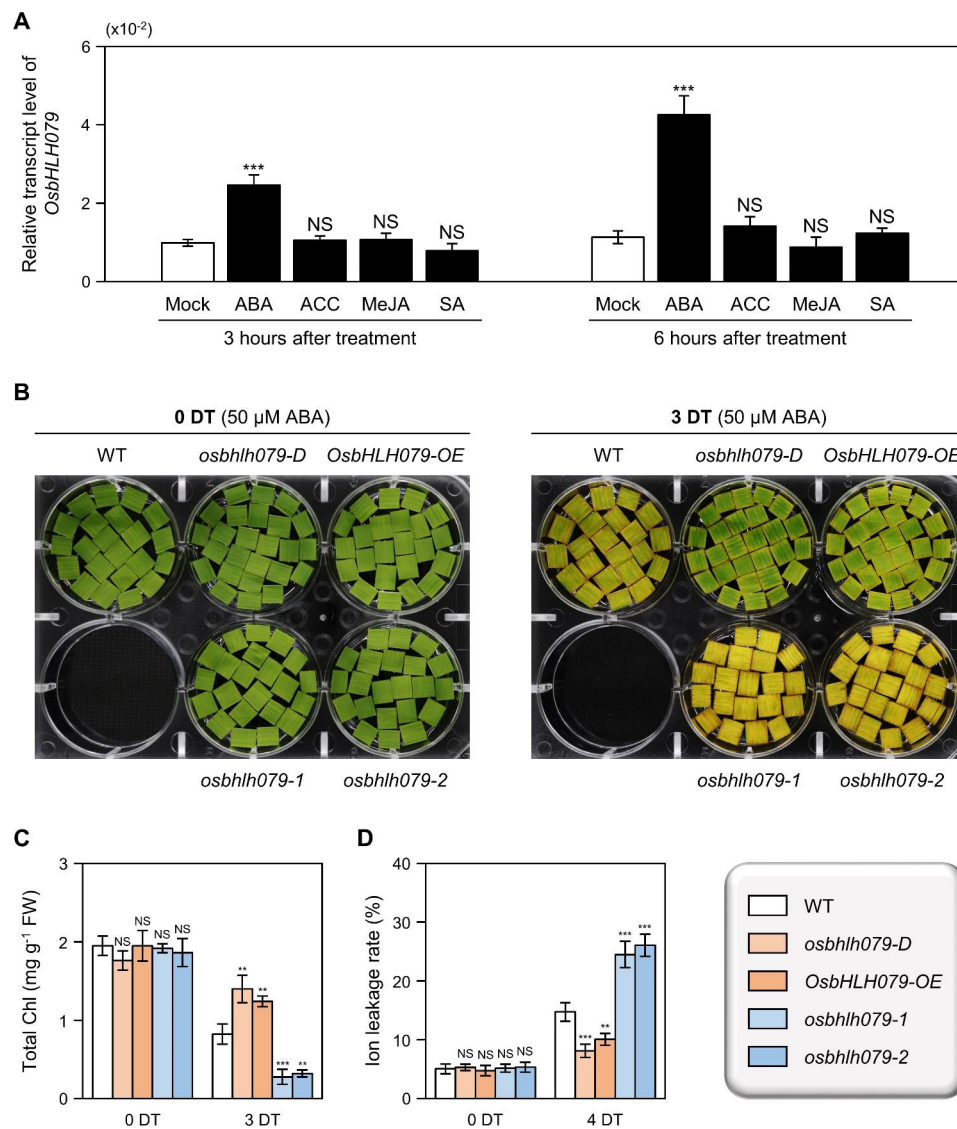 A
(x10⁻²)
Relative transcript level of
OsbHLH079
6
4
2
0
***
NS
NS
NS
***
NS
NS
NS
Mock ABA ACC MeJA SA
Mock ABA ACC MeJA SA
3 hours after treatment
6 hours after treatment
B
0 DT (50 µM ABA)
3 DT (50 µM ABA)
WT osbhlh079-D OsbHLH079-OE
WT osbhlh079-D OsbHLH079-OE
osbhlh079-1 osbhlh079-2
osbhlh079-1 osbhlh079-2
C
Total Chl (mg g⁻¹ FW)
3
2
1
0
NS
NS
NS
NS
**
**
***
**
0 DT
3 DT
D
Ion leakage rate (%)
40
30
20
10
0
NS
NS
NS
NS
***
**
***
***
0 DT
4 DT
WT
osbhlh079-D
OsbHLH079-OE
osbhlh079-1
osbhlh079-2